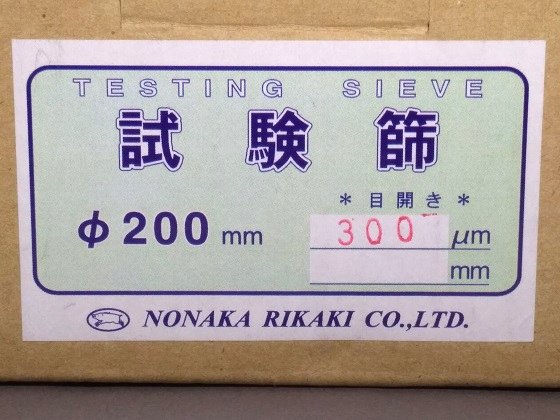 TESTING SIEVE
試験篩
＊目開き＊
φ200 mm
300 μm
mm
NONAKA RIKAKI CO.,LTD.